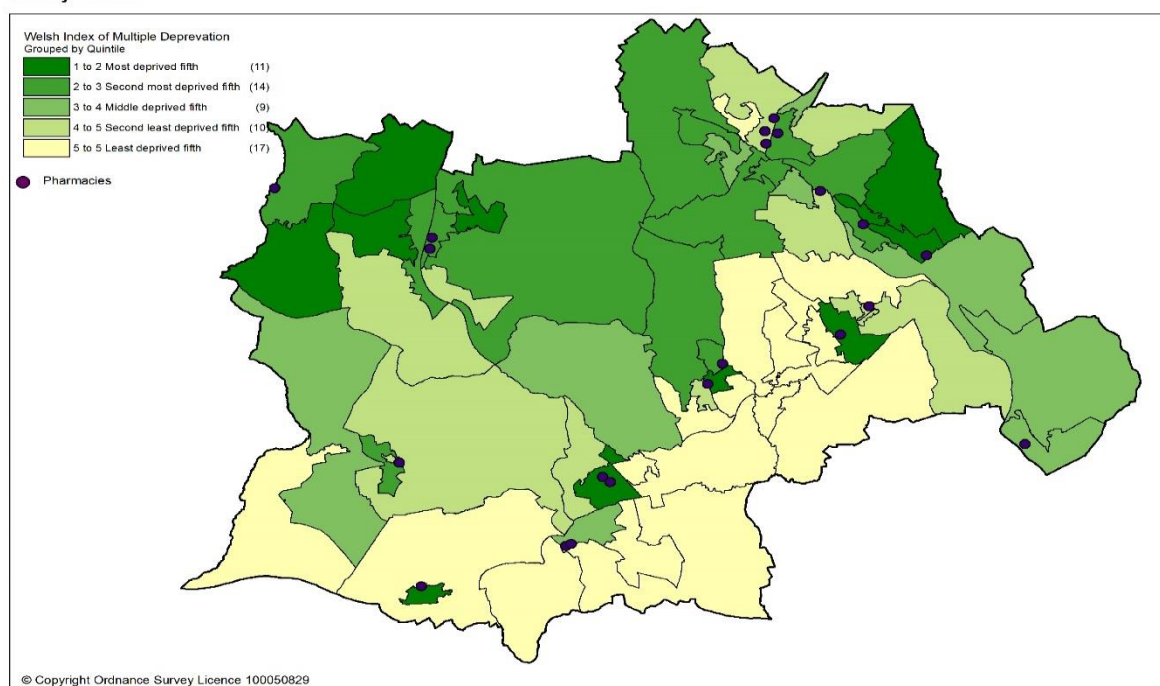 Welsh Index of Multiple Deprevation
Grouped by Quintile
1 to 2 Most deprived fifth (11)
2 to 3 Second most deprived fifth (14)
3 to 4 Middle deprived fifth (9)
4 to 5 Second least deprived fifth (10)
5 to 5 Least deprived fifth (17)
Pharmacies
© Copyright Ordnance Survey Licence 100050829